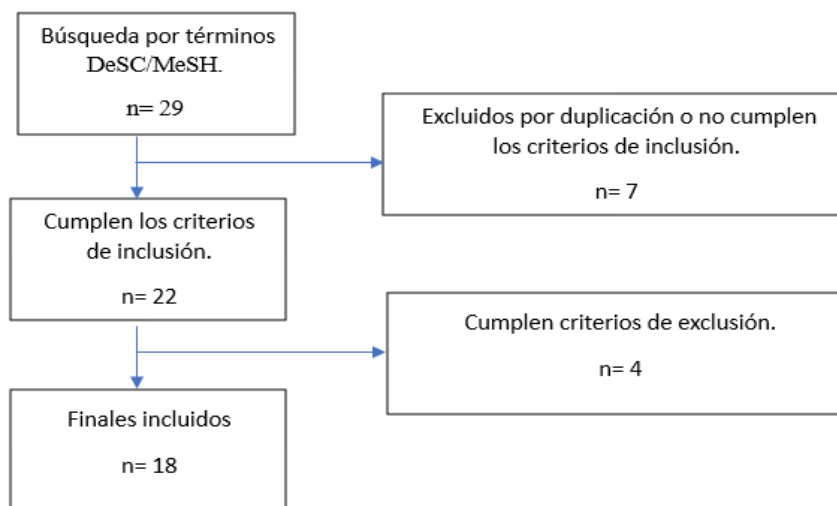 Búsqueda por términos
DeSC/MeSH.
n= 29
Excluidos por duplicación o no cumplen
los criterios de inclusión.
n= 7
Cumplen los criterios
de inclusión.
n= 22
Cumplen criterios de exclusión.
n= 4
Finales incluidos
n= 18